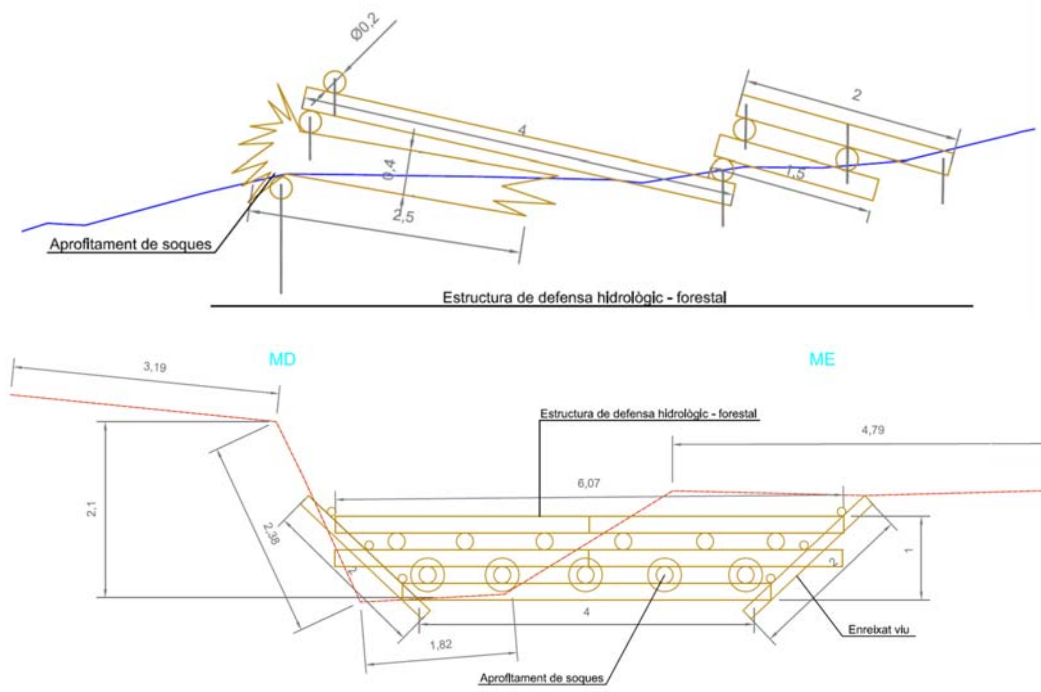 Ø0,2
4
2
0,4
1,5
2,5
Aprofitament de soques
Estructura de defensa hidrològic - forestal
MD
ME
3,19
Estructura de defensa hidrològic - forestal
4,79
6,07
2,1
2,38
2
2
1
4
1,82
Enreixat viu
Aprofitament de soques